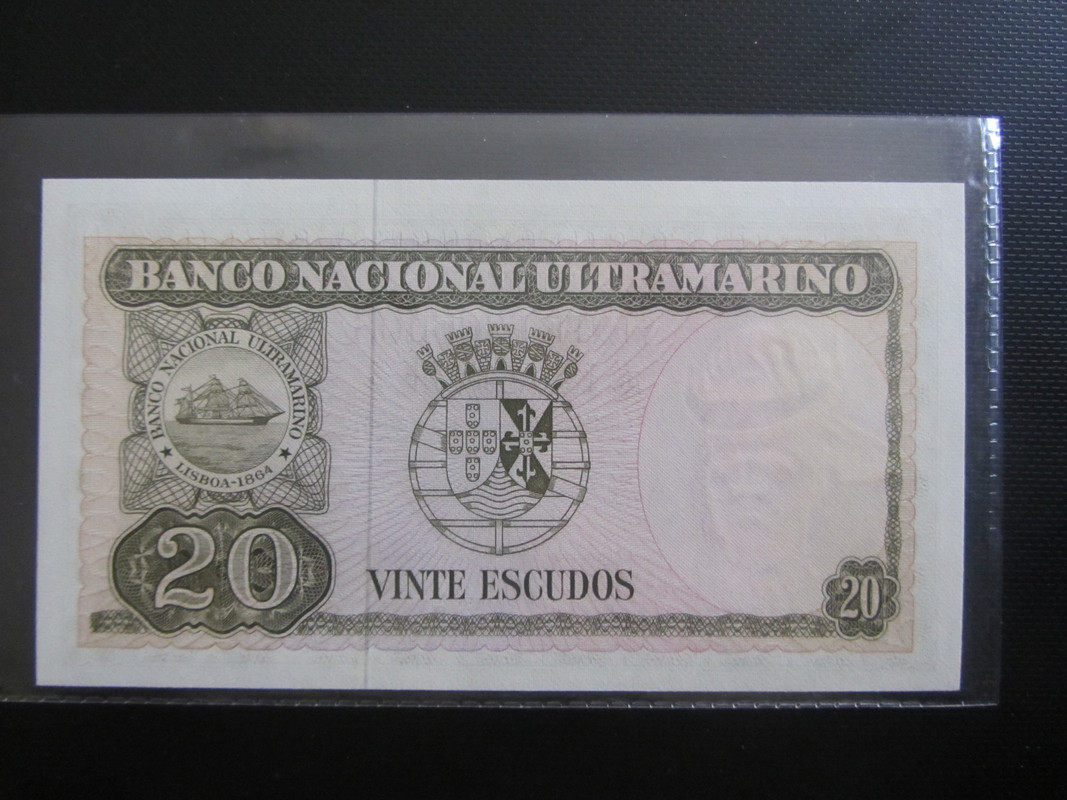 BANCO NACIONAL ULTRAMARINO
BANCO NACIONAL ULTRAMARINO
LISBOA-1864
20
VINTE ESCUDOS
20